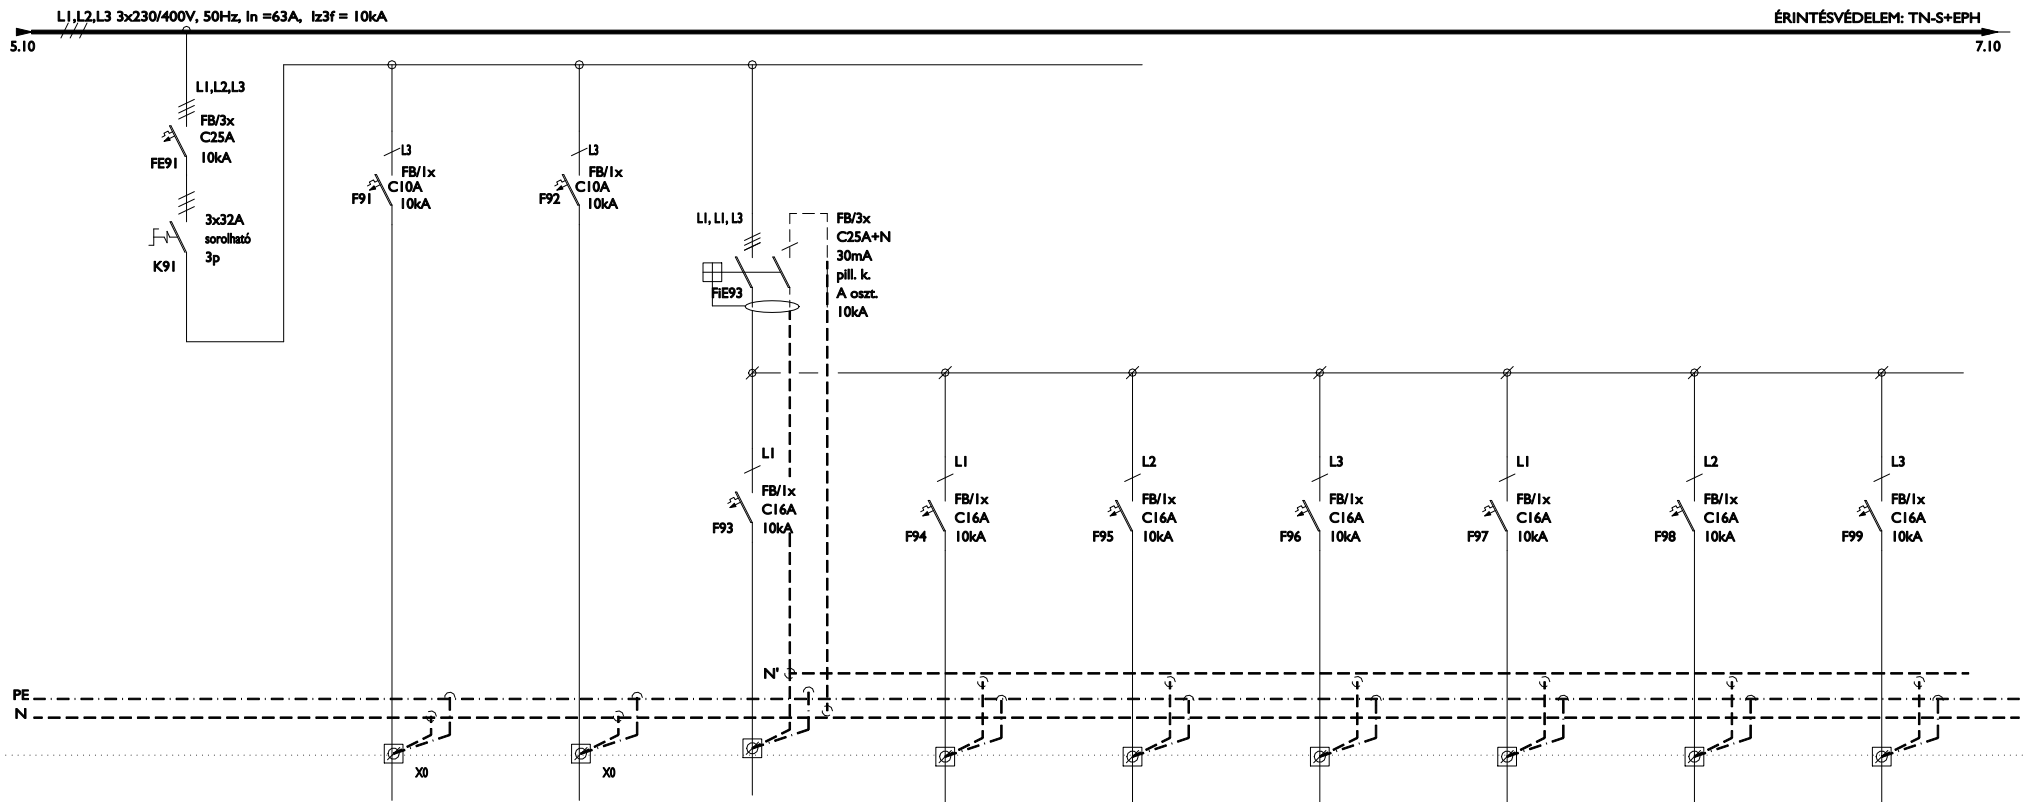 L1,L2,L3 3x230/400V, 50Hz, In =63A, Iz3f = 10kA
ÉRINTÉSVÉDELEM: TN-S+EPH
5.10
7.10
L1,L2,L3
FB/3x
C25A
10kA
FE91
3x32A
sorolható
3p
K91
L3
FB/1x
C10A
10kA
F91
L3
FB/1x
C10A
10kA
F92
L1, L1, L3
FB/3x
C25A+N
30mA
pill. k.
A oszt.
10kA
FiE93
L1
FB/1x
C16A
10kA
F93
L1
FB/1x
C16A
10kA
F94
L2
FB/1x
C16A
10kA
F95
L3
FB/1x
C16A
10kA
F96
L1
FB/1x
C16A
10kA
F97
L2
FB/1x
C16A
10kA
F98
L3
FB/1x
C16A
10kA
F99
N'
PE
N
X0
X0